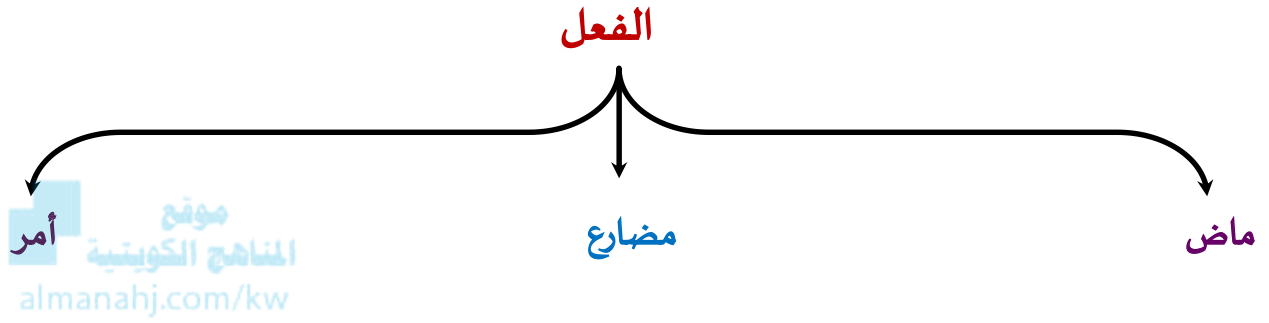 الفعل
ماض
مضارع
أمر
موقع
المناهج الكويتية
almanahj.com/kw